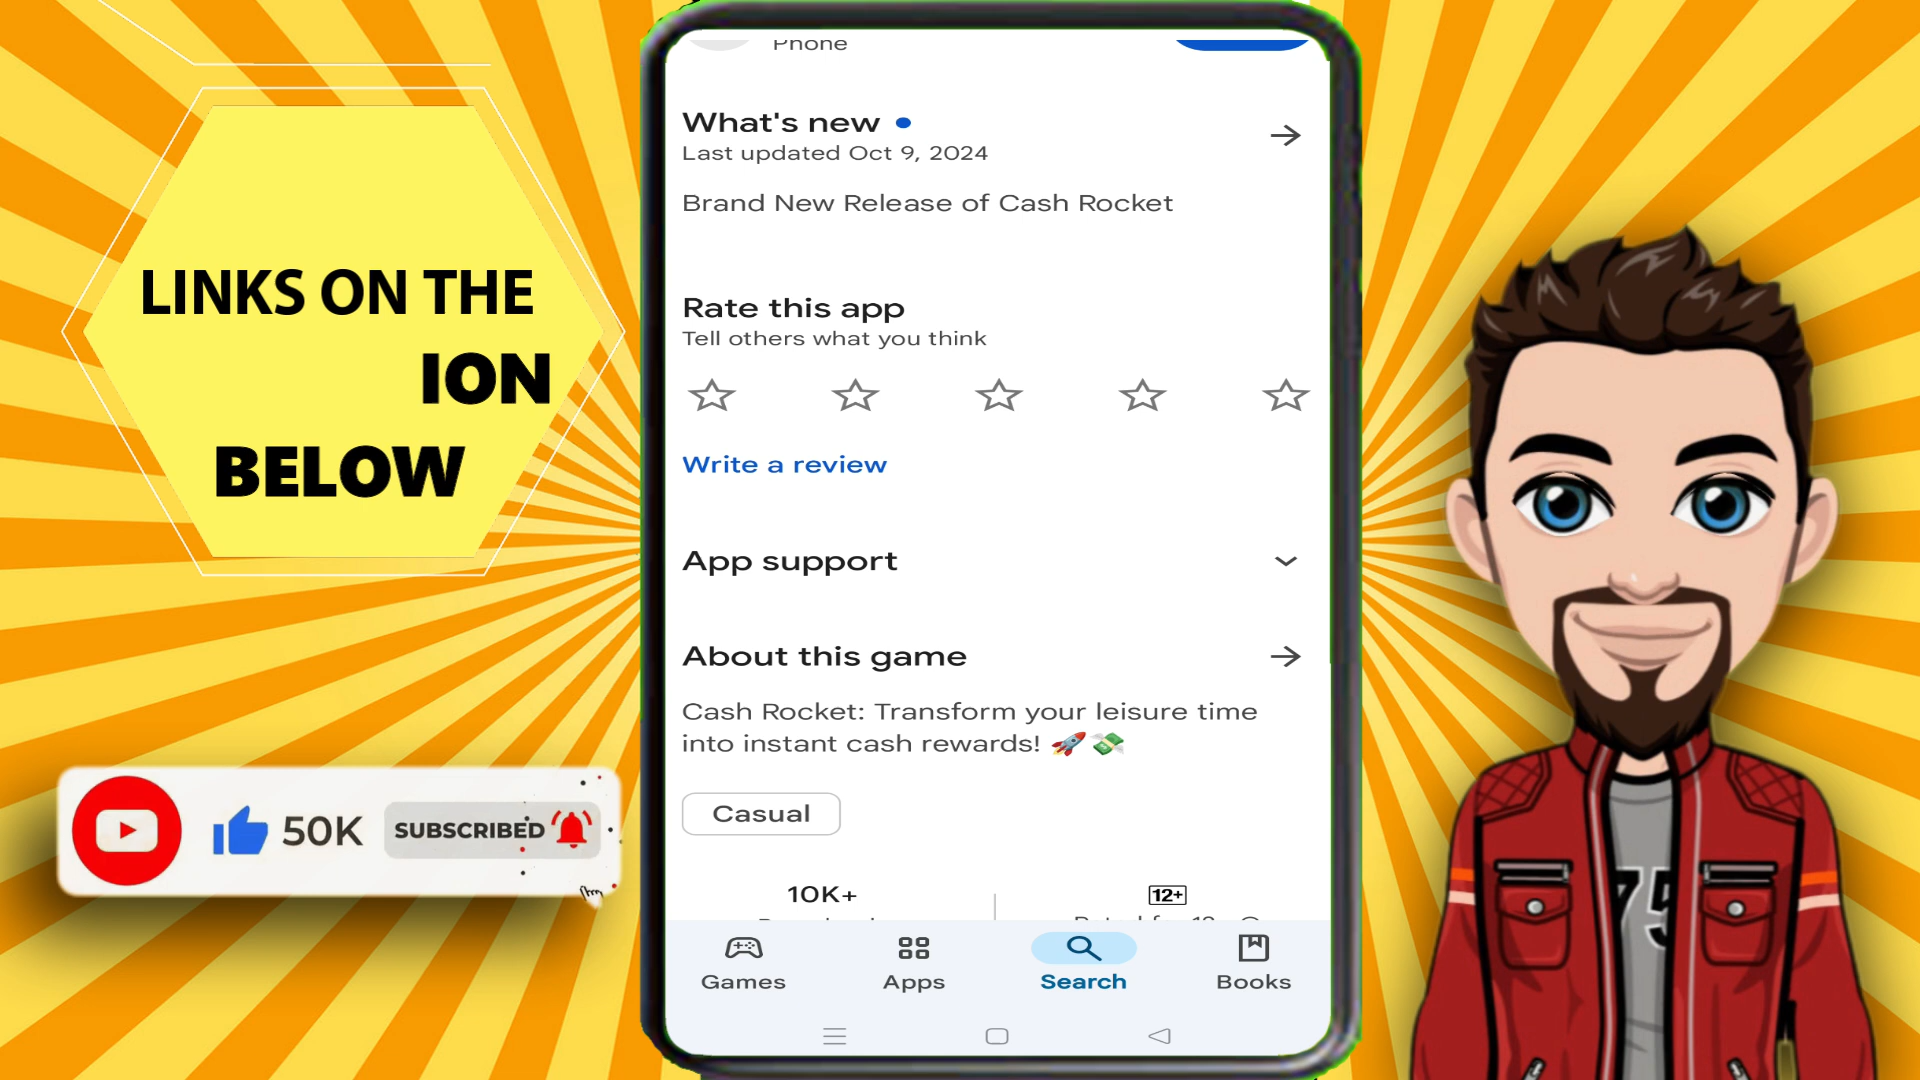 LINKS ON THE
ION
BELOW
50K
SUBSCRIBED
Phone
What's new
Last updated Oct 9, 2024
Brand New Release of Cash Rocket
Rate this app
Tell others what you think
Write a review
App support
About this game
Cash Rocket: Transform your leisure time
into instant cash rewards! 🚀💸
Casual
10K+
12+
Games
Apps
Search
Books
75